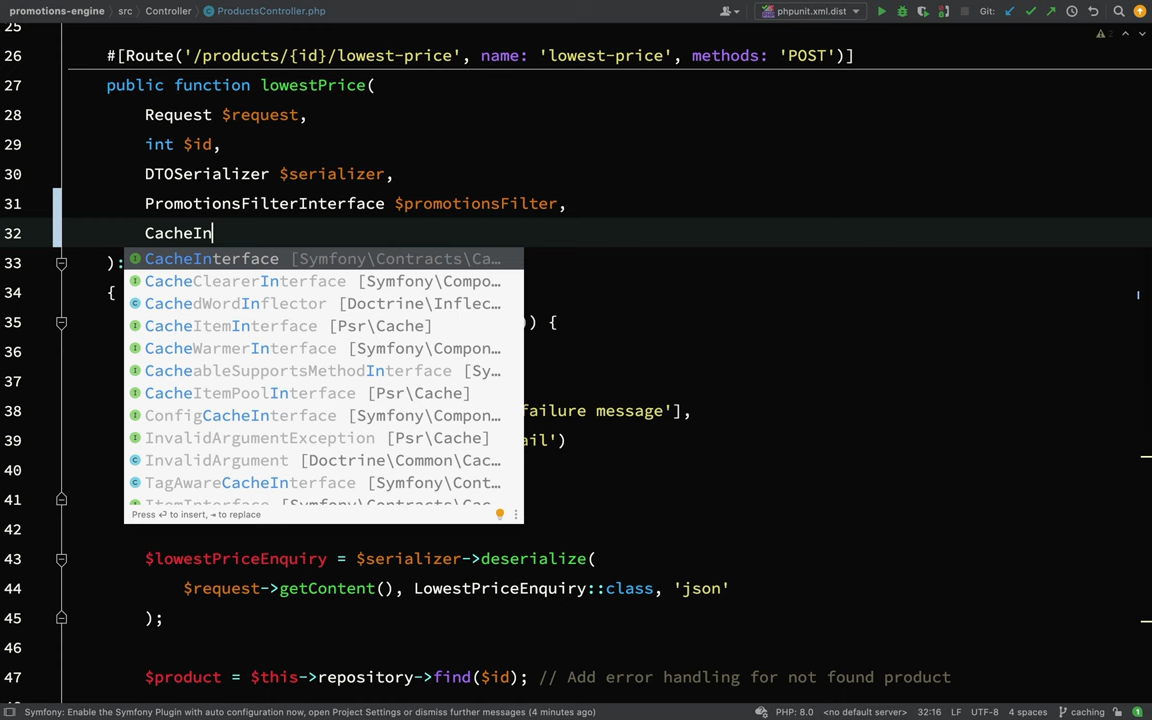 promotions-engine src Controller ProductsController.php phpunit.xml.dist Git:
25
26 #[Route('/products/{id}/lowest-price', name: 'lowest-price', methods: 'POST')] 2
27 public function lowestPrice(
28 Request $request,
29 int $id,
30 DTOSerializer $serializer,
31 PromotionsFilterInterface $promotionsFilter,
32 CacheIn
CacheInterface [Symfony\Contracts\Ca…
33 ):
CacheClearerInterface [Symfony\Compo…
34 {
CachedWordInflector [Doctrine\Inflec…
35 ) {
CacheItemInterface [Psr\Cache]
36
CacheWarmerInterface [Symfony\Compon…
37
CacheableSupportsMethodInterface [Sy…
CacheItemPoolInterface [Psr\Cache]
38 failure message'],
ConfigCacheInterface [Symfony\Compon…
39 ail')
InvalidArgumentException [Psr\Cache]
40
InvalidArgument [Doctrine\Common\Cac…
TagAwareCacheInterface [Symfony\Cont…
41
ItemInterface [Symfony\Contracts\Cac…
Press ⏎ to insert, ⇥ to replace
42
43 $lowestPriceEnquiry = $serializer->deserialize(
44 $request->getContent(), LowestPriceEnquiry::class, 'json'
45 );
46
47 $product = $this->repository->find($id); // Add error handling for not found product
Symfony: Enable the Symfony Plugin with auto configuration now, open Project Settings or dismiss further messages (4 minutes ago) PHP: 8.0 <no default server> 32:16 LF UTF-8 4 spaces caching 1